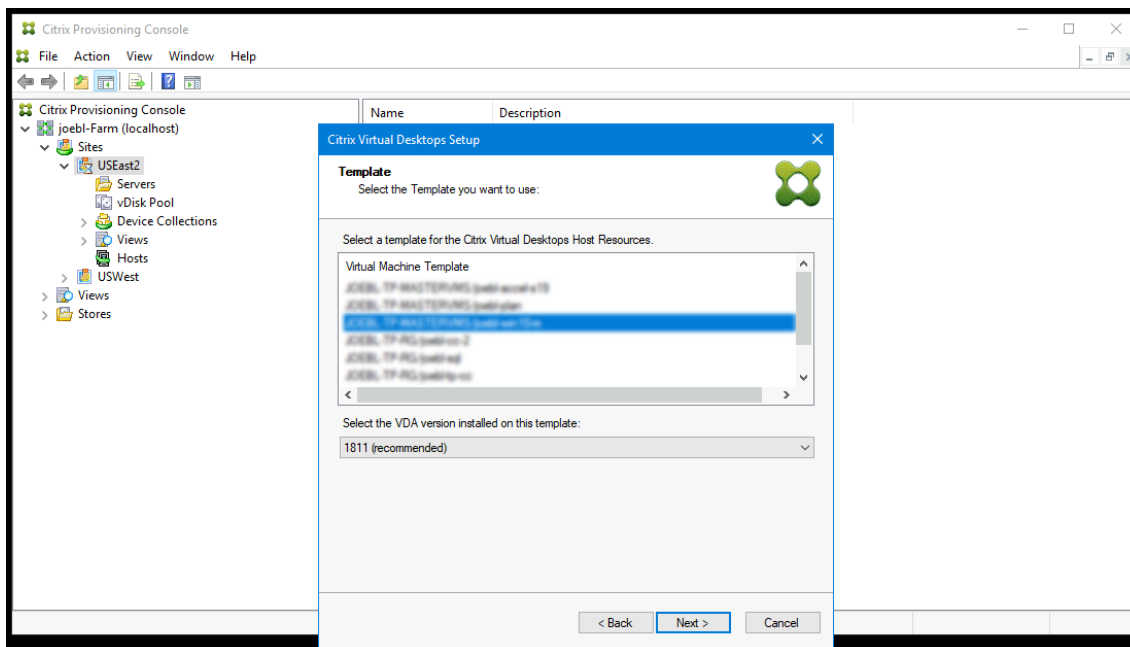 Citrix Provisioning Console
File Action View Window Help
Citrix Provisioning Console
joebl-Farm (localhost)
Sites
USEast2
Servers
vDisk Pool
Device Collections
Views
Hosts
USWest
Views
Stores
Name Description
Citrix Virtual Desktops Setup
Template
Select the Template you want to use:
Select a template for the Citrix Virtual Desktops Host Resources.
Virtual Machine Template
Select the VDA version installed on this template:
1811 (recommended)
< Back Next > Cancel